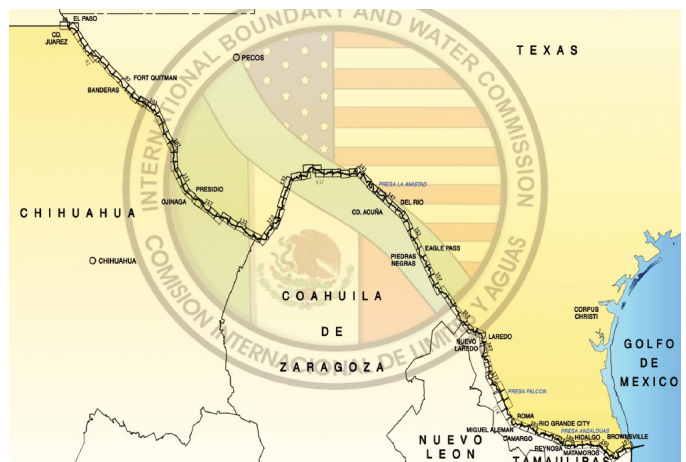 INTERNATIONAL BOUNDARY AND WATER COMMISSION
EL PASO
CD.
JUAREZ
TEXAS
PECOS
FORT QUITMAN
BANDERAS
PRESA LA AMISTAD
PRESIDIO
OJINAGA
DEL RIO
CD. ACUÑA
CHIHUAHUA
EAGLE PASS
PIEDRAS
NEGRAS
CHIHUAHUA
COAHUILA
DE
ZARAGOZA
CORPUS
CHRISTI
LAREDO
NUEVO
LAREDO
GOLFO
DE
MEXICO
PRESA FALCON
ROMA
RIO GRANDE CITY
MIGUEL ALEMAN
CAMARGO
PRESA ANZALDUAS
HIDALGO
BROWNSVILLE
REYNOSA
MATAMOROS
NUEVO
LEON
TAMAULIPAS
COMISION INTERNACIONAL DE LIMITES Y AGUAS